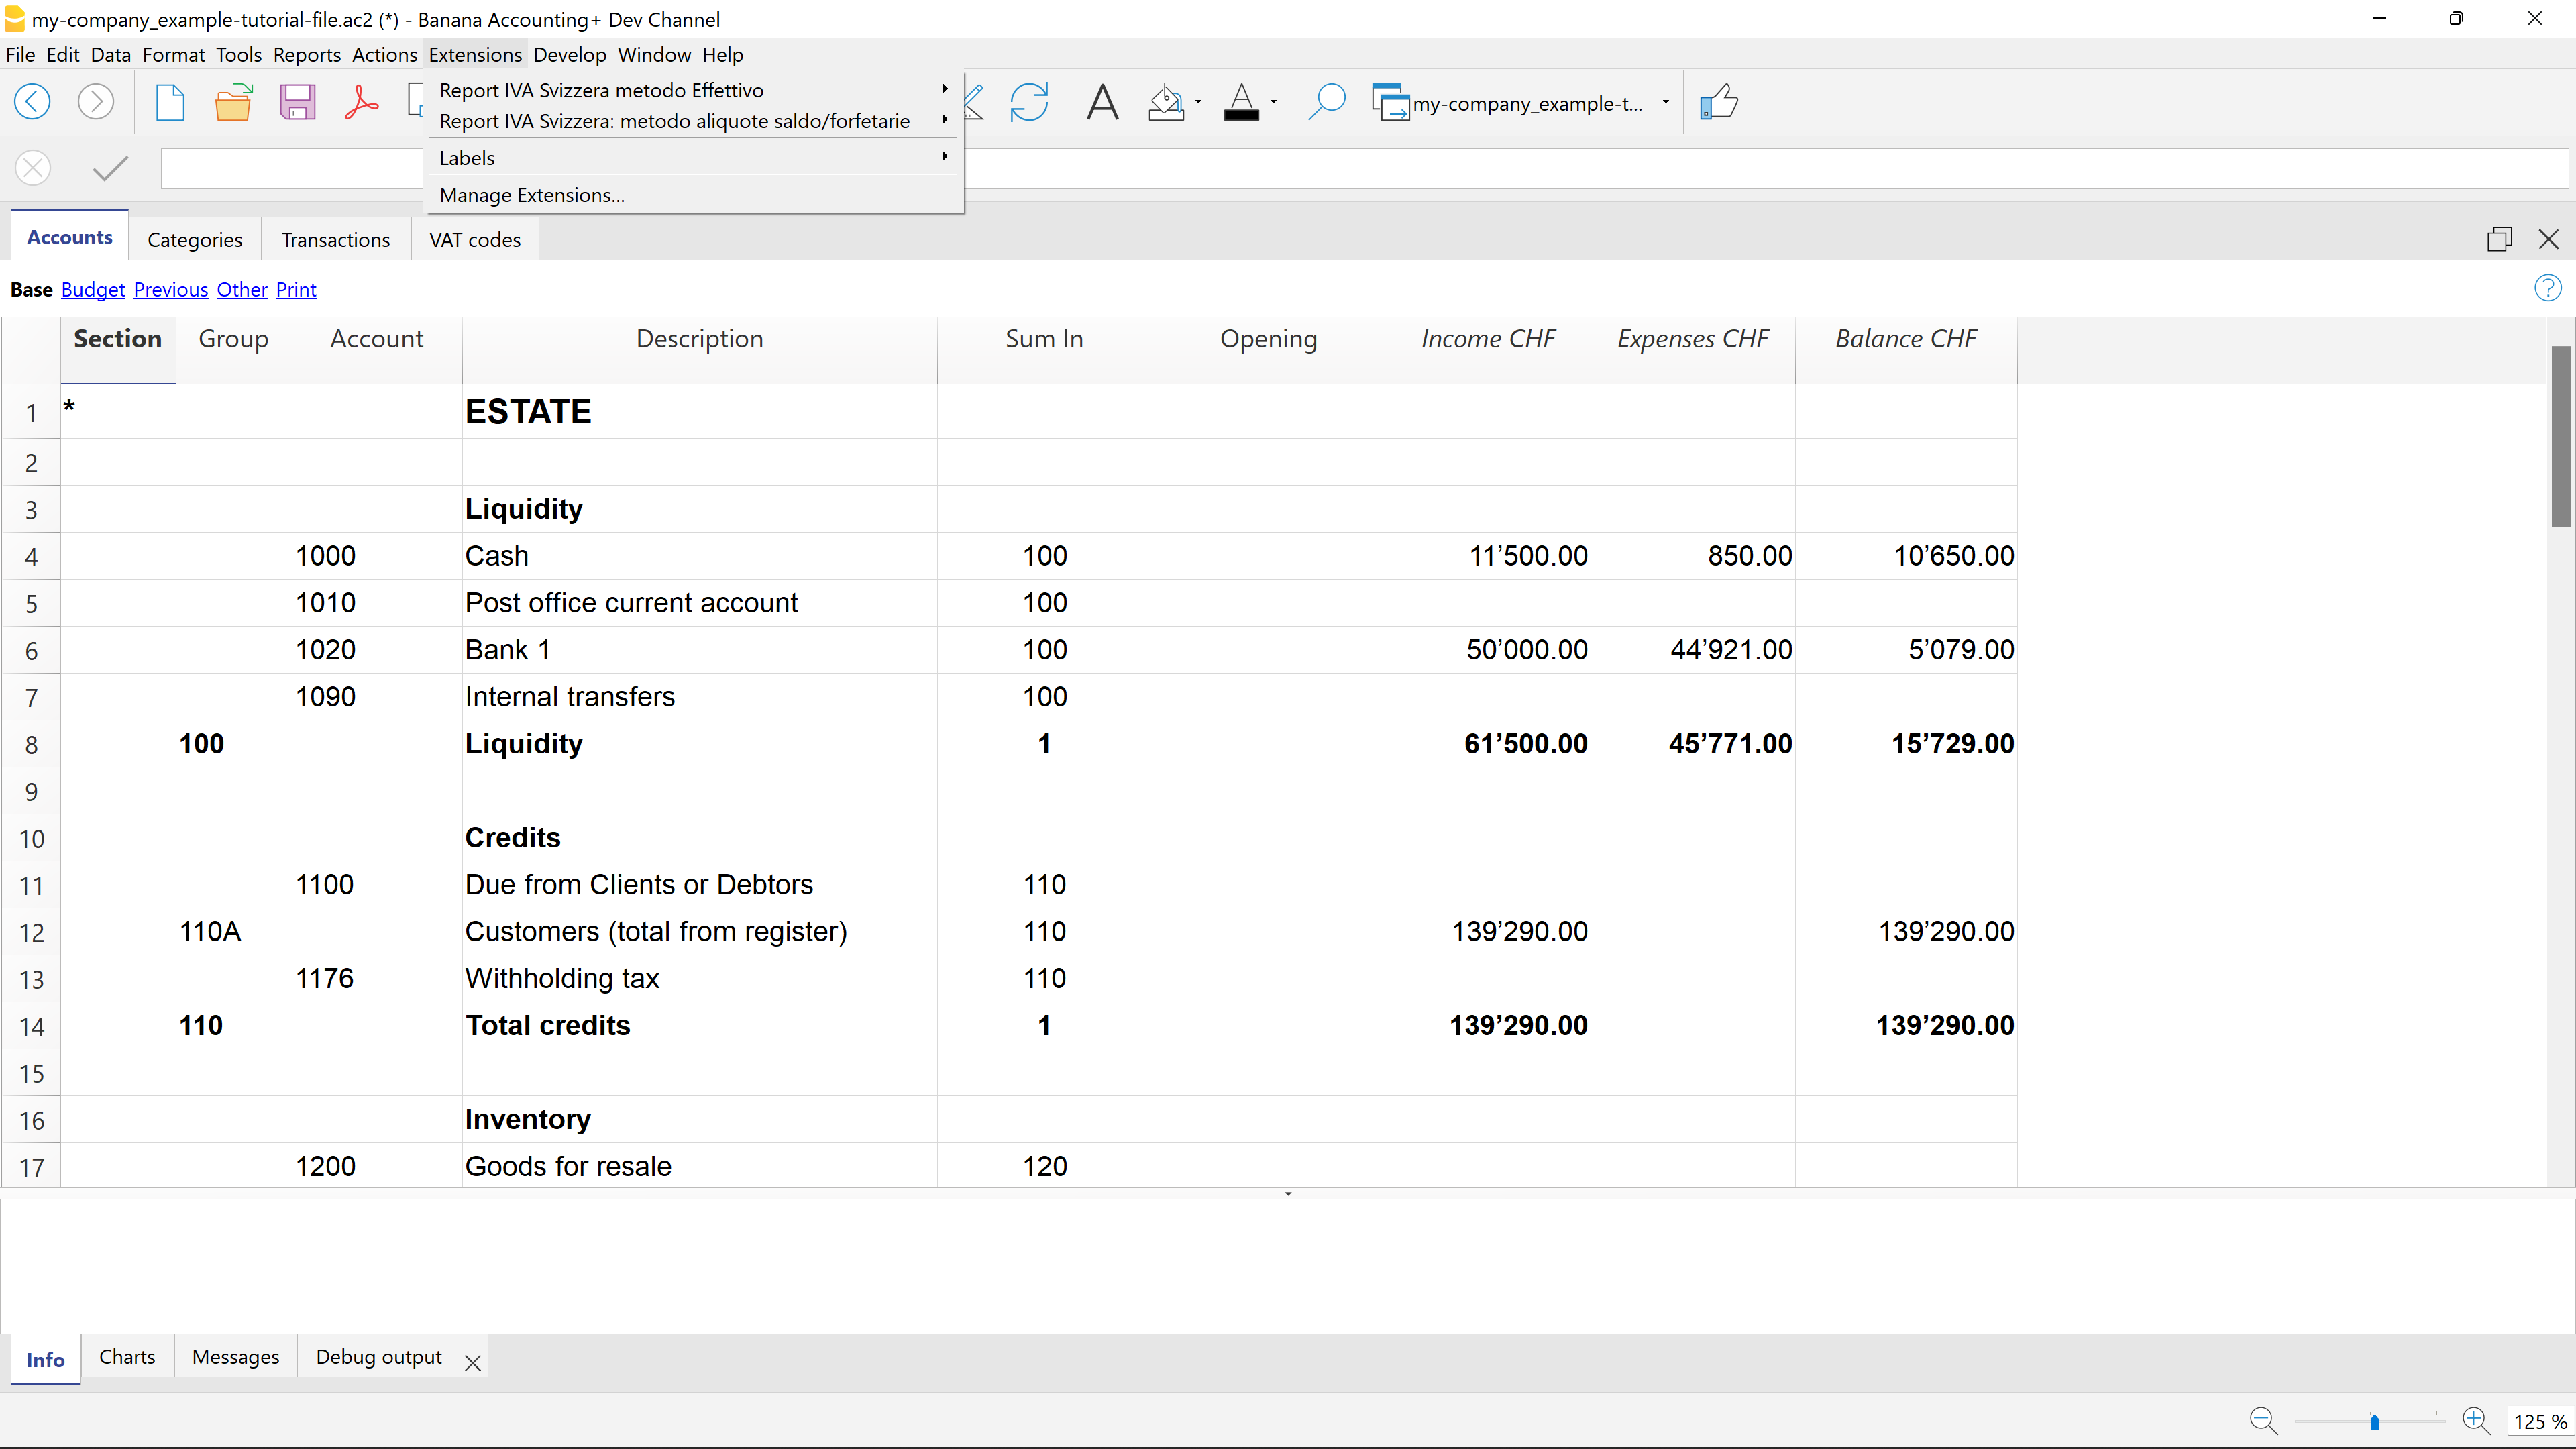 my-company_example-tutorial-file.ac2 (*) - Banana Accounting+ Dev Channel
File Edit Data Format Tools Reports Actions Extensions Develop Window Help
Report IVA Svizzera metodo Effettivo
Report IVA Svizzera: metodo aliquote saldo/forfetarie
Labels
Manage Extensions...
my-company_example-t...
Accounts Categories Transactions VAT codes
Base Budget Previous Other Print
Section Group Account Description Sum In Opening Income CHF Expenses CHF Balance CHF
1 * ESTATE
2
3 Liquidity
4 1000 Cash 100 11’500.00 850.00 10’650.00
5 1010 Post office current account 100
6 1020 Bank 1 100 50’000.00 44’921.00 5’079.00
7 1090 Internal transfers 100
8 100 Liquidity 1 61’500.00 45’771.00 15’729.00
9
10 Credits
11 1100 Due from Clients or Debtors 110
12 110A Customers (total from register) 110 139’290.00 139’290.00
13 1176 Withholding tax 110
14 110 Total credits 1 139’290.00 139’290.00
15
16 Inventory
17 1200 Goods for resale 120
Info Charts Messages Debug output
125 %